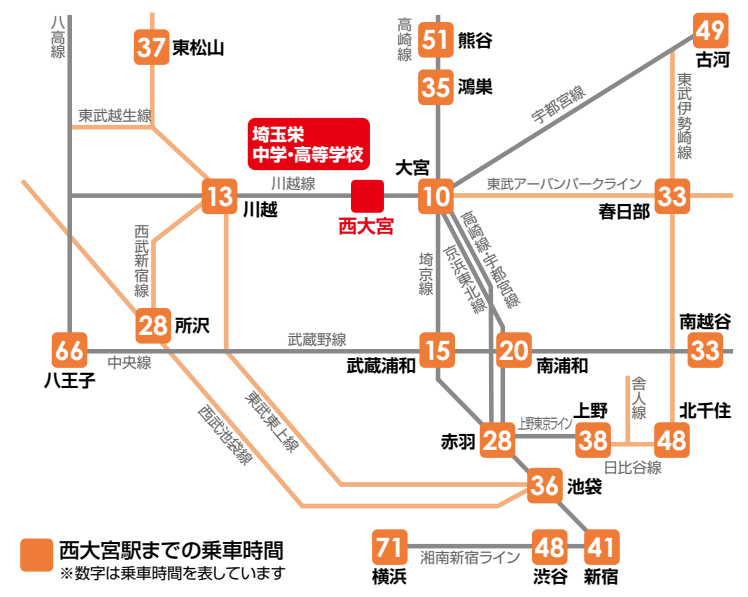 八高線
37
東松山
高崎線
51
熊谷
49
古河
35
鴻巣
東武越生線
宇都宮線
東武伊勢崎線
埼玉栄
中学・高等学校
大宮
13
川越
川越線
西大宮
10
東武アーバンパークライン
33
春日部
西武新宿線
埼京線
京浜東北線
高崎線・宇都宮線
28
所沢
66
八王子
中央線
武蔵野線
15
武蔵浦和
20
南浦和
南越谷
33
西武池袋線
東武東上線
赤羽
28
上野東京ライン
上野
38
舎人線
北千住
48
日比谷線
36
池袋
71
横浜
湘南新宿ライン
48
渋谷
41
新宿
西大宮駅までの乗車時間
※数字は乗車時間を表しています